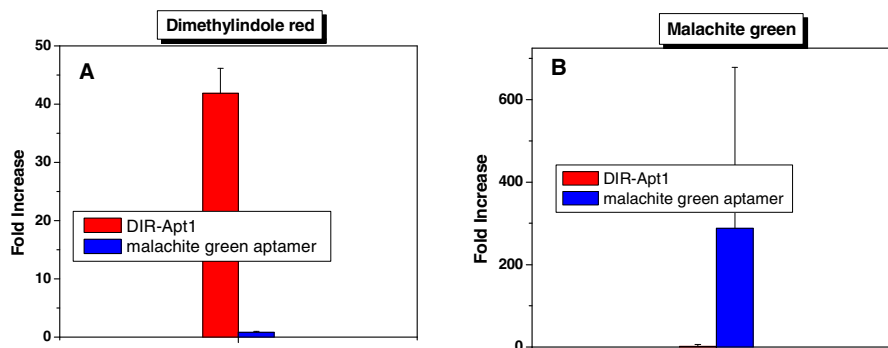 Dimethylindole red
A
Fold Increase
50
40
30
20
10
0
DIR-Apt1
malachite green aptamer
Malachite green
B
Fold Increase
600
400
200
0
DIR-Apt1
malachite green aptamer